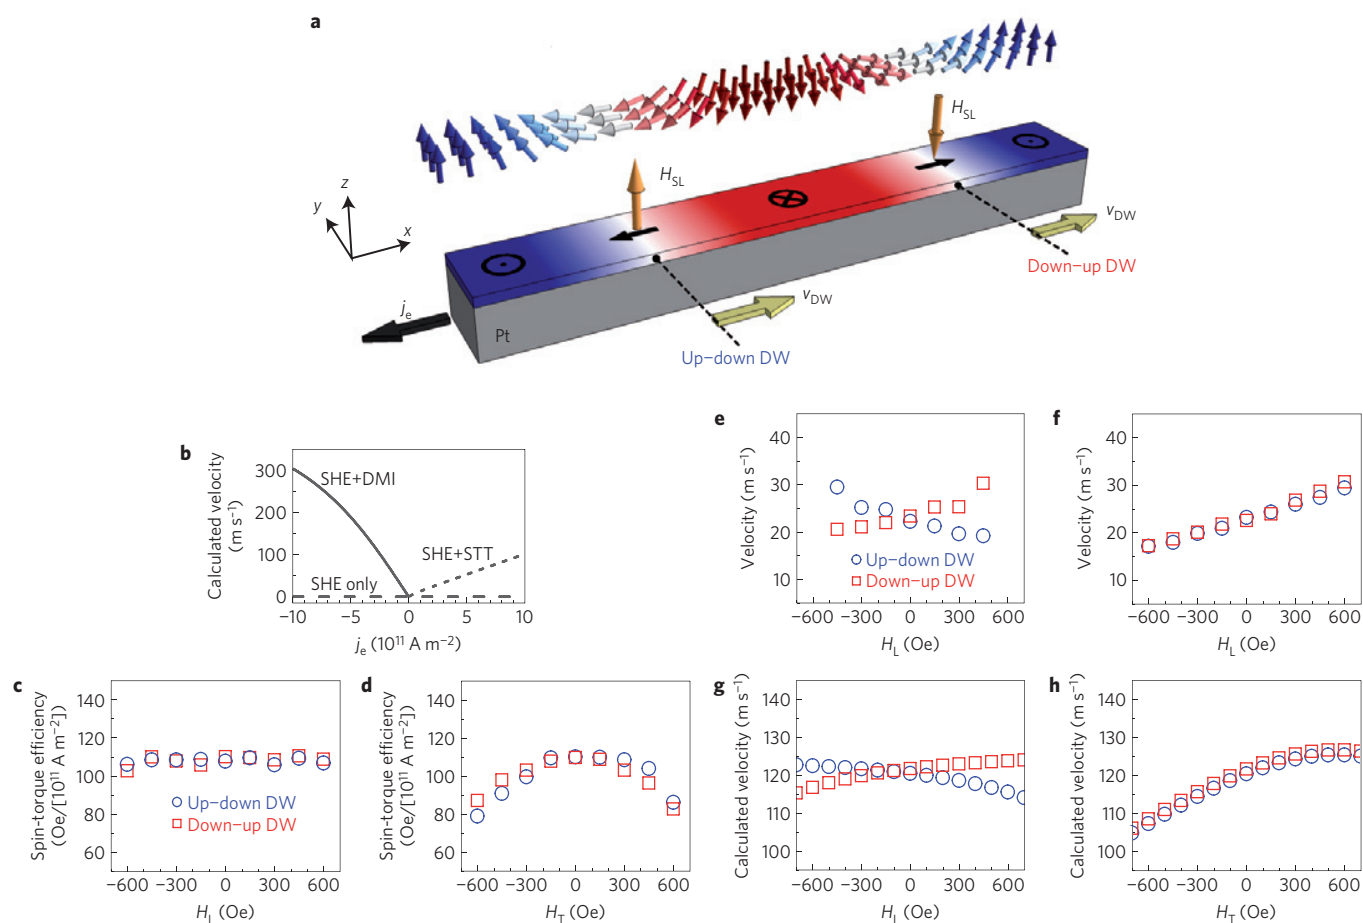 a
H_SL
H_SL
z
y
x
v_DW
Down–up DW
v_DW
j_e
Pt
Up–down DW
b
Calculated velocity
(m s⁻¹)
300
200
100
0
SHE+DMI
SHE+STT
SHE only
−10
−5
0
5
10
j_e (10¹¹ A m⁻²)
e
Velocity (m s⁻¹)
40
30
20
10
Up–down DW
Down–up DW
−600
−300
0
300
600
H_L (Oe)
f
Velocity (m s⁻¹)
40
30
20
10
−600
−300
0
300
600
H_L (Oe)
c
Spin-torque efficiency
(Oe/[10¹¹ A m⁻²])
140
120
100
80
60
Up–down DW
Down–up DW
−600
−300
0
300
600
H_L (Oe)
d
Spin-torque efficiency
(Oe/[10¹¹ A m⁻²])
140
120
100
80
60
−600
−300
0
300
600
H_T (Oe)
g
Calculated velocity (m s⁻¹)
140
130
120
110
100
−600
−300
0
300
600
H_L (Oe)
h
Calculated velocity (m s⁻¹)
140
130
120
110
100
−600
−300
0
300
600
H_T (Oe)